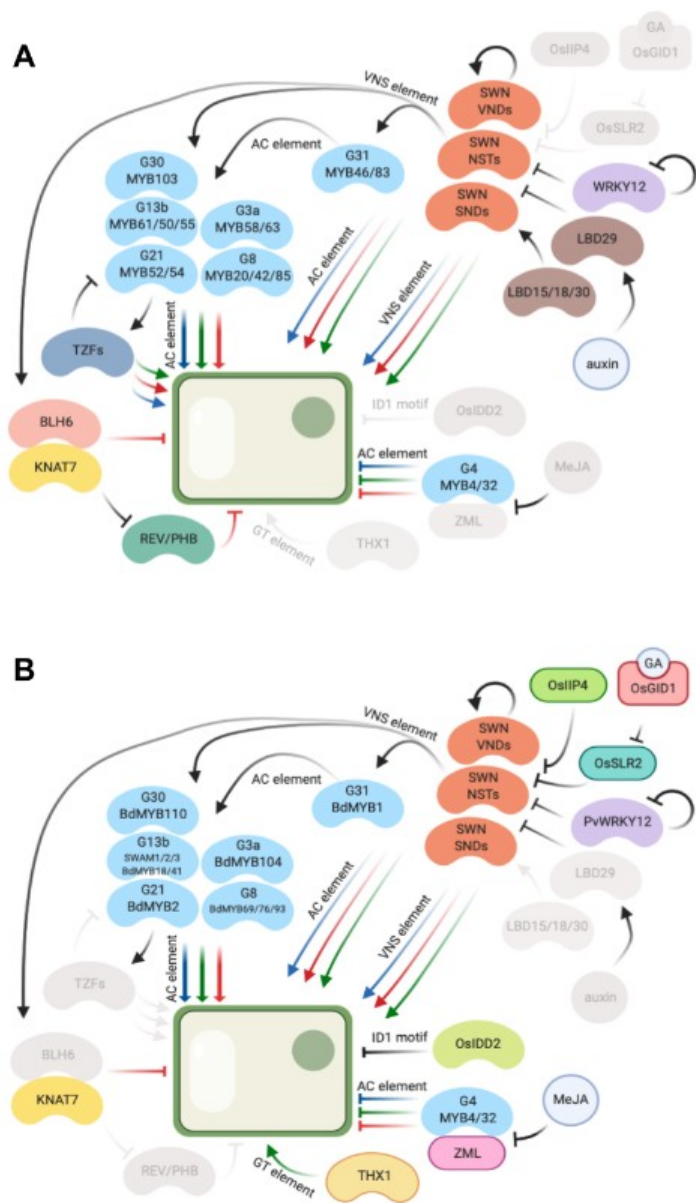 A
GA
OsIIP4
OsGID1
VNS element
SWN
VNDs
OsSLR2
AC element
G31
MYB46/83
SWN
NSTs
G30
MYB103
WRKY12
G13b
MYB61/50/55
G3a
MYB58/63
SWN
SNDs
LBD29
G21
MYB52/54
G8
MYB20/42/85
AC element
LBD15/18/30
VNS element
TZFs
AC element
auxin
ID1 motif
OsIDD2
BLH6
AC element
KNAT7
G4
MYB4/32
MeJA
ZML
REV/PHB
GT element
THX1
B
GA
OsIIP4
OsGID1
VNS element
SWN
VNDs
OsSLR2
AC element
G31
BdMYB1
SWN
NSTs
G30
BdMYB110
PvWRKY12
G13b
SWAM1/2/3
BdMYB18/41
G3a
BdMYB104
SWN
SNDs
LBD29
G21
BdMYB2
G8
BdMYB69/76/93
AC element
LBD15/18/30
VNS element
TZFs
AC element
auxin
ID1 motif
OsIDD2
BLH6
AC element
KNAT7
G4
MYB4/32
MeJA
ZML
REV/PHB
GT element
THX1